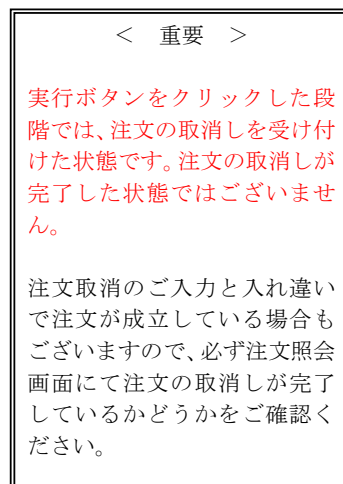 ＜　重要　＞
実行ボタンをクリックした段
階では、注文の取消しを受け付
けた状態です。注文の取消しが
完了した状態ではございませ
ん。
注文取消のご入力と入れ違い
で注文が成立している場合も
ございますので、必ず注文照会
画面にて注文の取消しが完了
しているかどうかをご確認く
ださい。